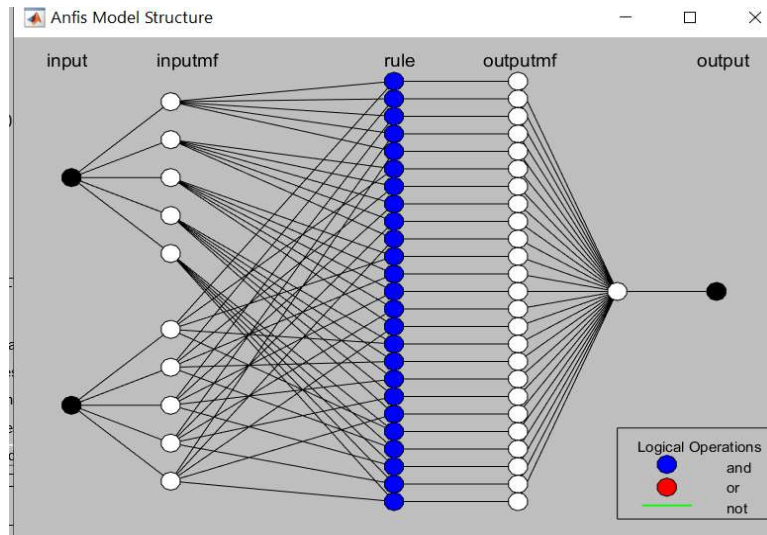 Anfis Model Structure
input inputmf rule outputmf output
Logical Operations
and
or
not